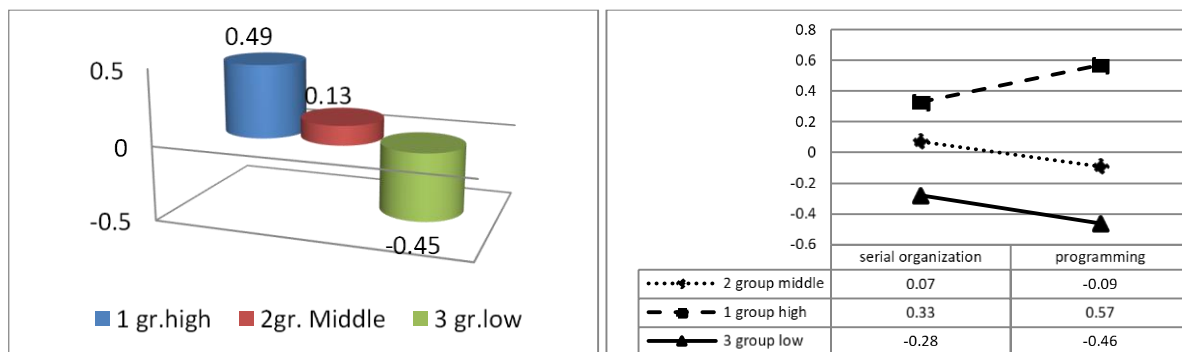 0.49
0.5
0.13
0
-0.5
-0.45
1 gr.high 2gr. Middle 3 gr.low
0.8
0.6
0.4
0.2
0
-0.2
-0.4
-0.6
serial organization programming
2 group middle 0.07 -0.09
1 group high 0.33 0.57
3 group low -0.28 -0.46